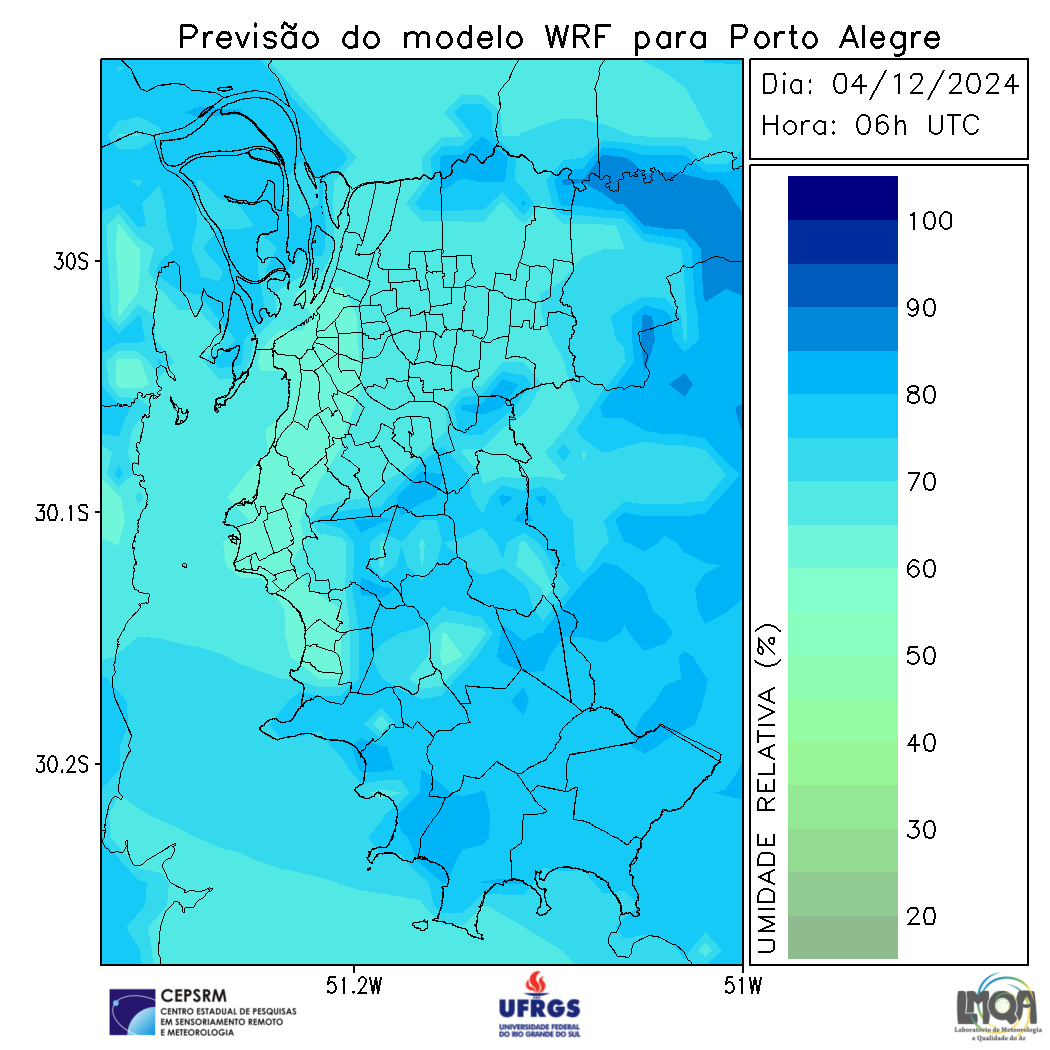 Previsão do modelo WRF para Porto Alegre
Dia: 04/12/2024
Hora: 06h UTC
30S
30.1S
30.2S
51.2W
51W
100
90
80
70
60
50
40
30
20
UMIDADE RELATIVA (%)
CEPSRM
CENTRO ESTADUAL DE PESQUISAS
EM SENSORIAMENTO REMOTO
E METEOROLOGIA
UFRGS
UNIVERSIDADE FEDERAL
DO RIO GRANDE DO SUL
LMQA
Laboratório de Meteorologia
e Qualidade do Ar